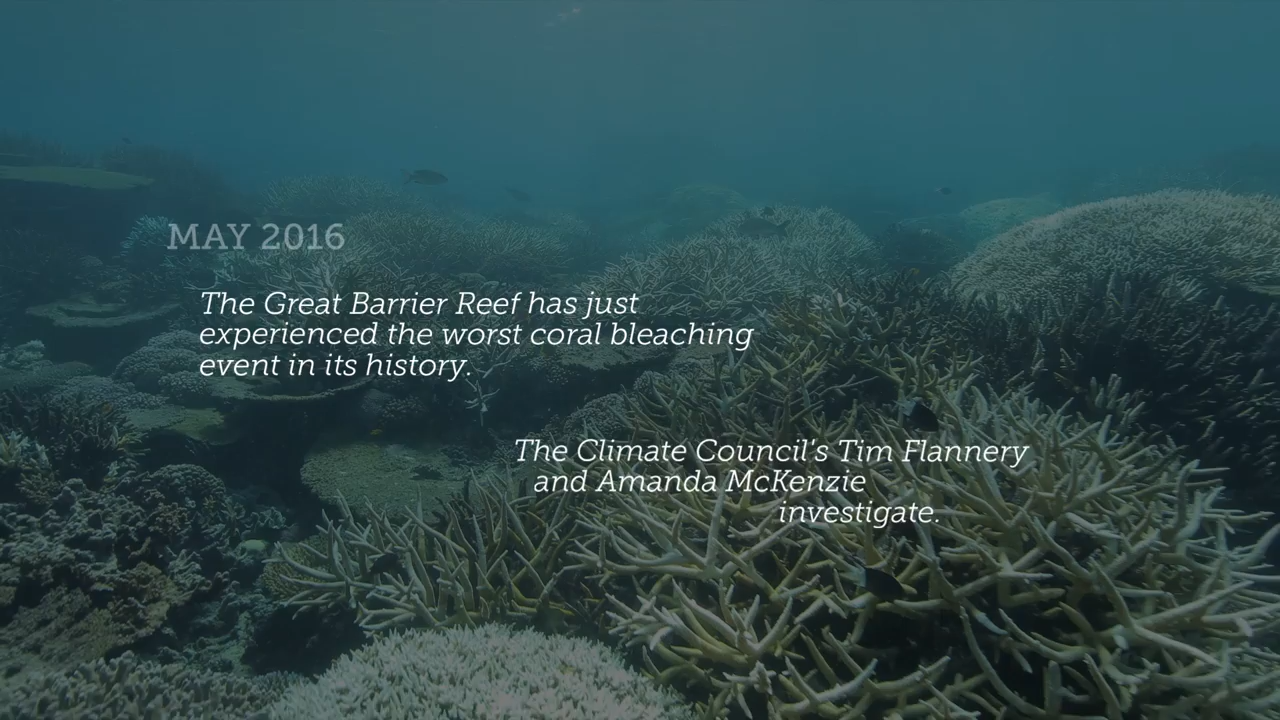 MAY 2016
The Great Barrier Reef has just
experienced the worst coral bleaching
event in its history.
The Climate Council's Tim Flannery
and Amanda McKenzie
investigate.